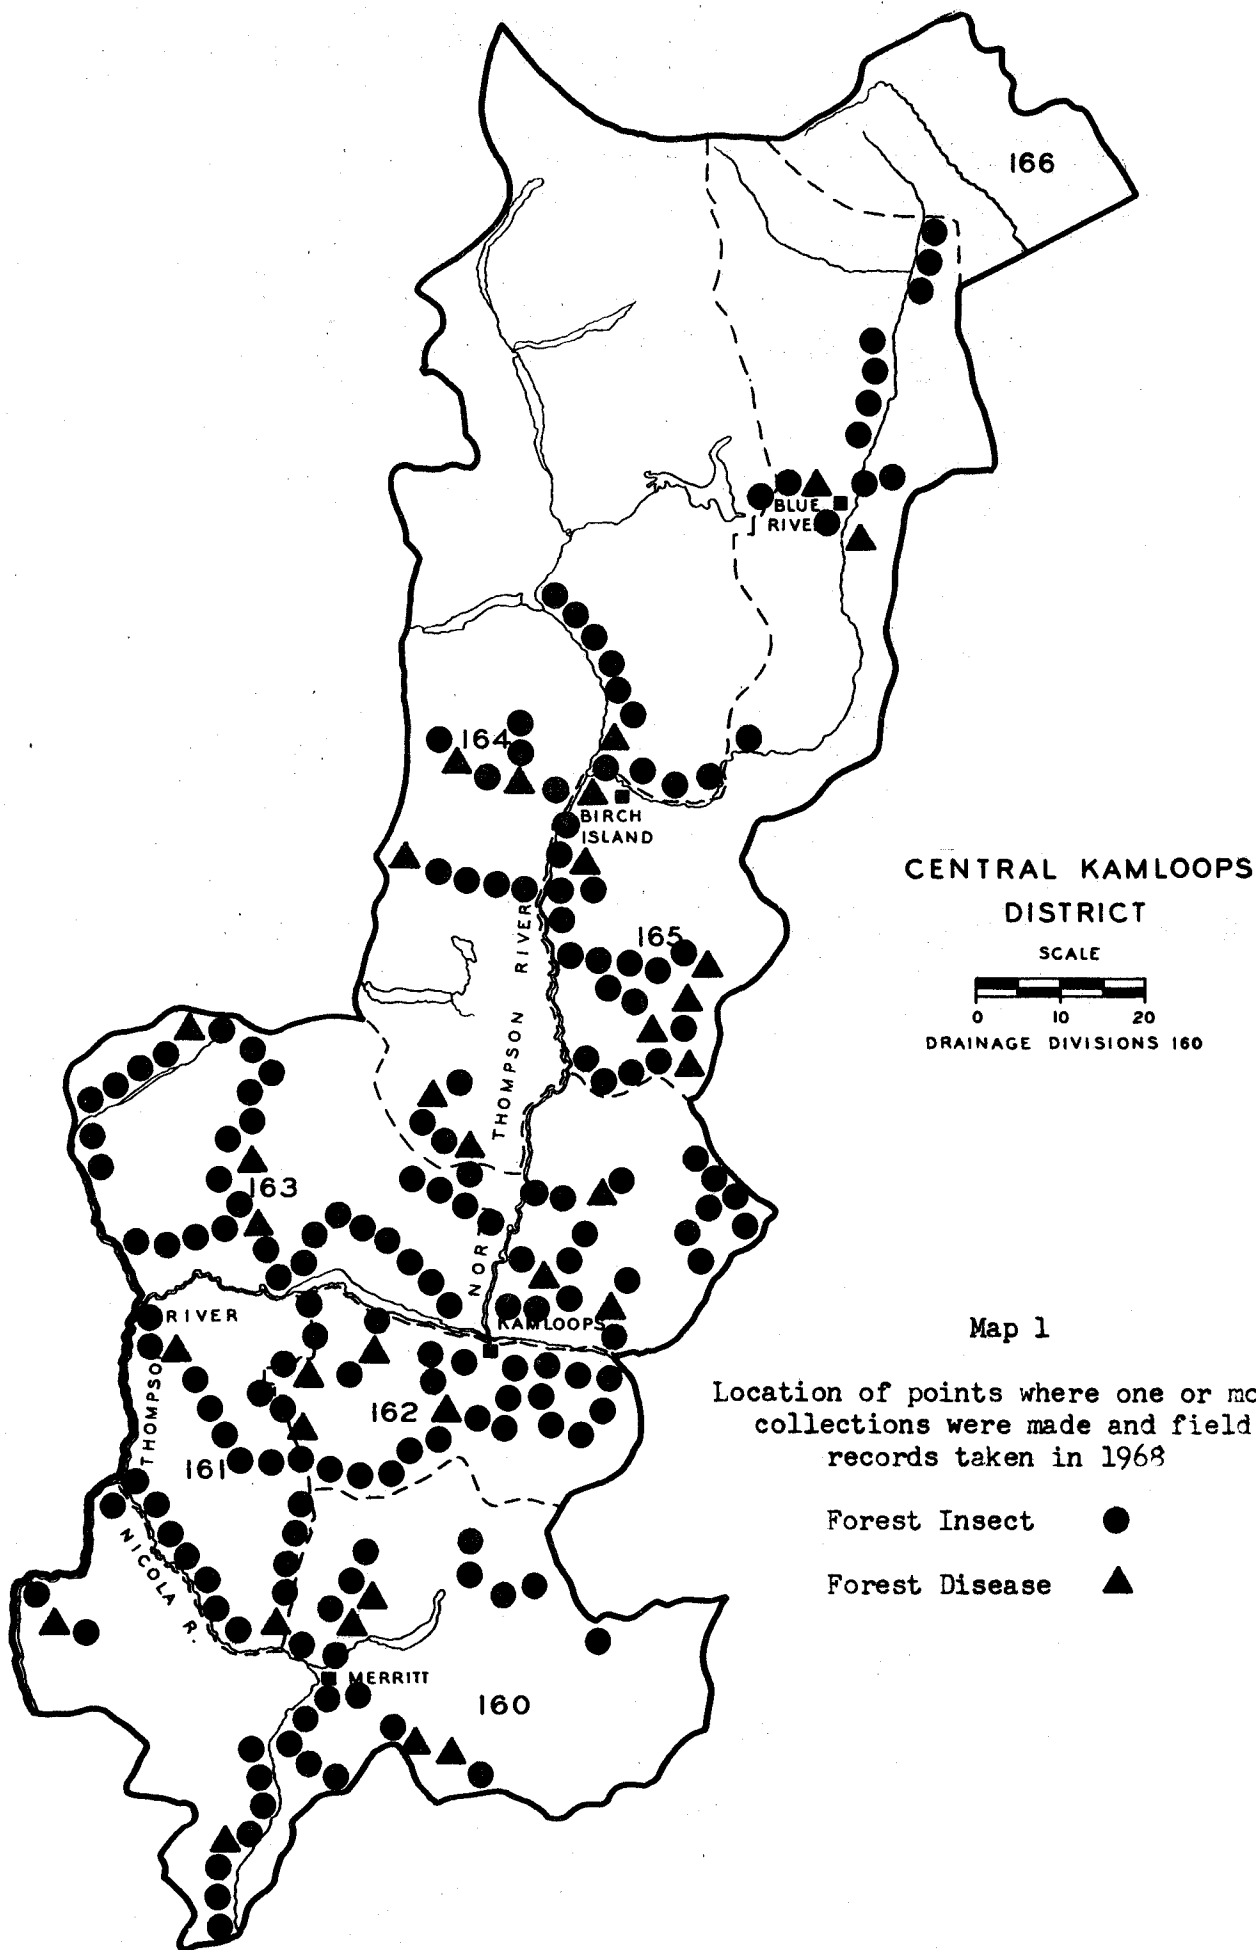 166
BLUE
RIVE
164
BIRCH
ISLAND
CENTRAL KAMLOOPS
DISTRICT
SCALE
0 10 20
DRAINAGE DIVISIONS 160
165
NORT THOMPSON RIVER
163
RIVER
THOMPSO
KAMLOOPS
162
161
NICOLA R.
MERRITT
160
Map 1
Location of points where one or mo
collections were made and field
records taken in 1968
Forest Insect
Forest Disease